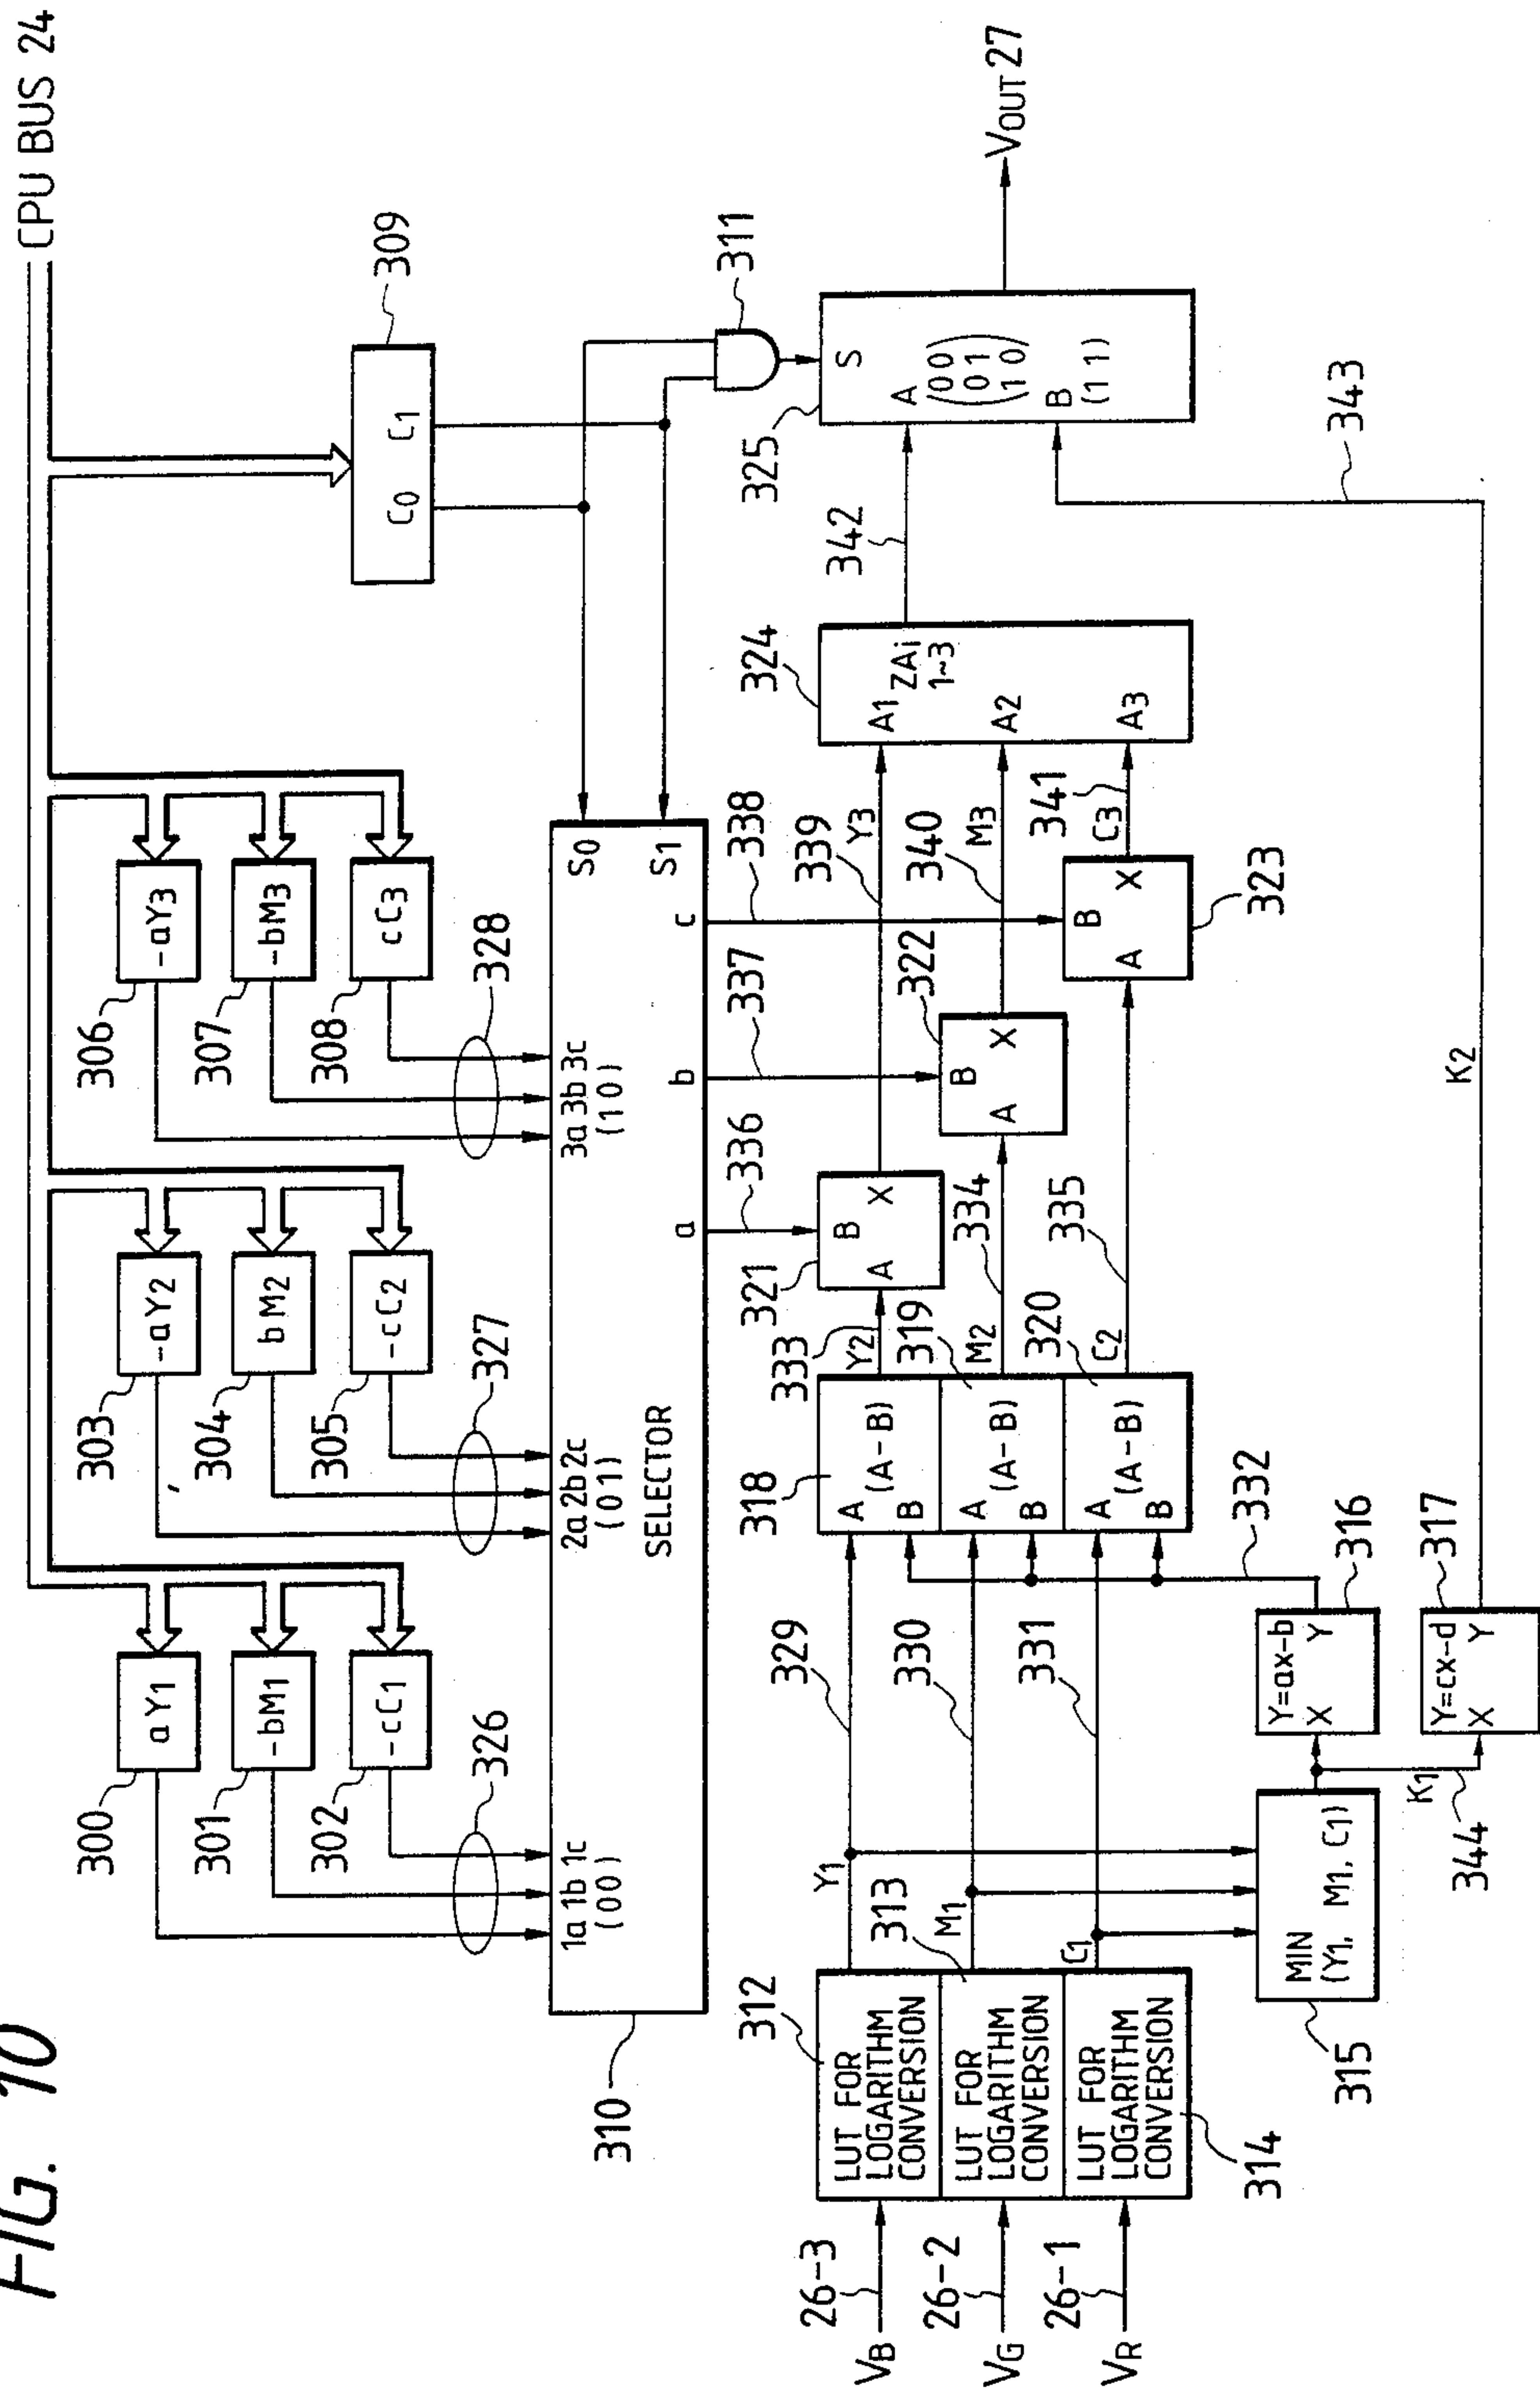 FIG. 10
CPU BUS 24
300
aY1
301
-bM1
302
-cC1
303
-aY2
304
bM2
305
-cC2
306
-aY3
307
-bM3
308
cC3
309
C0 C1
326
327
328
1a 1b 1c
(00)
2a 2b 2c
(01)
3a 3b 3c
(10)
S0
S1
SELECTOR
a
b
c
310
311
336
337
338
312
LUT FOR
LOGARITHM
CONVERSION
313
LUT FOR
LOGARITHM
CONVERSION
314
LUT FOR
LOGARITHM
CONVERSION
VB
26-3
VG
26-2
VR
26-1
Y1
M1
C1
329
330
331
315
MIN
(Y1, M1, C1)
K1
344
316
Y=ax-b
X Y
317
Y=cx-d
X Y
332
318
A
(A-B)
B
319
A
(A-B)
B
320
A
(A-B)
B
333
Y2
334
M2
335
C2
321
B
A X
322
B
A X
323
B
A X
339
Y3
340
M3
341
C3
324
A1
ZAi
1~3
A2
A3
342
325
S
A
(00
01
10)
B
(11)
343
K2
VOUT 27